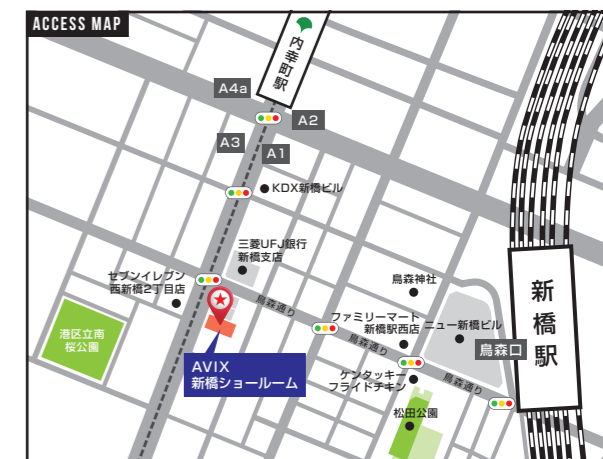 ACCESS MAP
内幸町駅
A4a
A2
A3
A1
KDX新橋ビル
三菱UFJ銀行
新橋支店
セブンイレブン
西新橋2丁目店
烏森神社
新橋駅
烏森通り
ファミリーマート
新橋駅西店
ニュー新橋ビル
烏森口
港区立南
桜公園
烏森通り
AVIX
新橋ショールーム
ケンタッキー
フライドチキン
烏森通り
松田公園